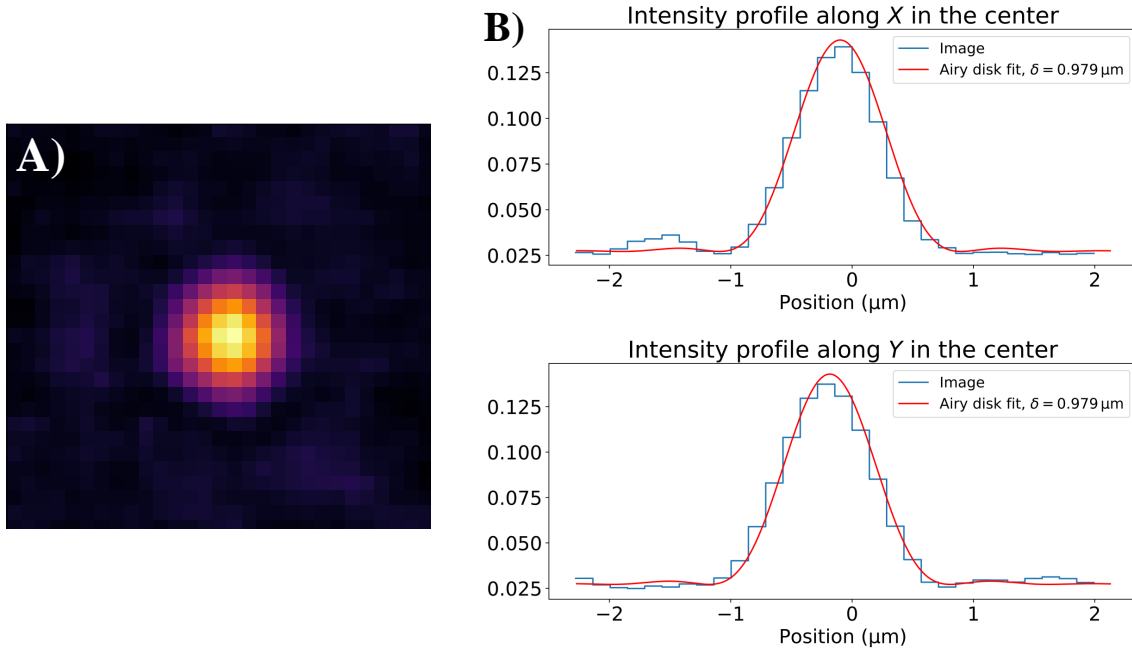 A)
B)
Intensity profile along X in the center
Image
Airy disk fit, δ = 0.979 μm
0.125
0.100
0.075
0.050
0.025
−2
−1
0
1
2
Position (μm)
Intensity profile along Y in the center
Image
Airy disk fit, δ = 0.979 μm
0.125
0.100
0.075
0.050
0.025
−2
−1
0
1
2
Position (μm)